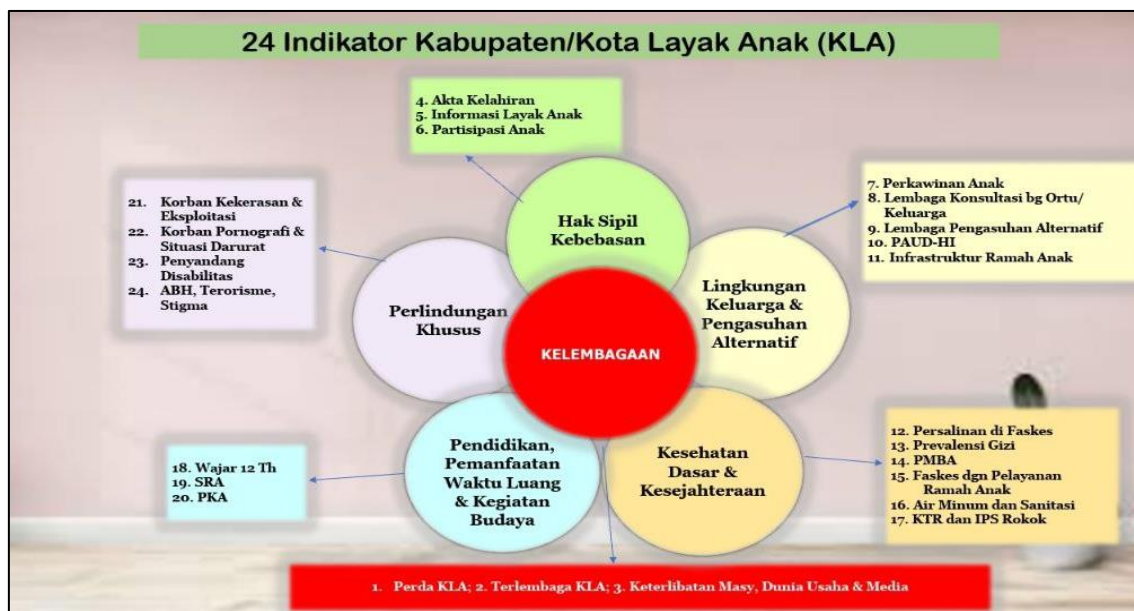 24 Indikator Kabupaten/Kota Layak Anak (KLA)
4. Akta Kelahiran
5. Informasi Layak Anak
6. Partisipasi Anak
Hak Sipil
Kebebasan
7. Perkawinan Anak
8. Lembaga Konsultasi bg Ortu/
Keluarga
9. Lembaga Pengasuhan Alternatif
10. PAUD-HI
11. Infrastruktur Ramah Anak
Lingkungan
Keluarga &
Pengasuhan
Alternatif
21. Korban Kekerasan &
Eksploitasi
22. Korban Pornografi &
Situasi Darurat
23. Penyandang
Disabilitas
24. ABH, Terorisme,
Stigma
Perlindungan
Khusus
KELEMBAGAAN
12. Persalinan di Faskes
13. Prevalensi Gizi
14. PMBA
15. Faskes dgn Pelayanan
Ramah Anak
16. Air Minum dan Sanitasi
17. KTR dan IPS Rokok
Kesehatan
Dasar &
Kesejahteraan
18. Wajar 12 Th
19. SRA
20. PKA
Pendidikan,
Pemanfaatan
Waktu Luang
& Kegiatan
Budaya
1. Perda KLA; 2. Terlembaga KLA; 3. Keterlibatan Masy, Dunia Usaha & Media